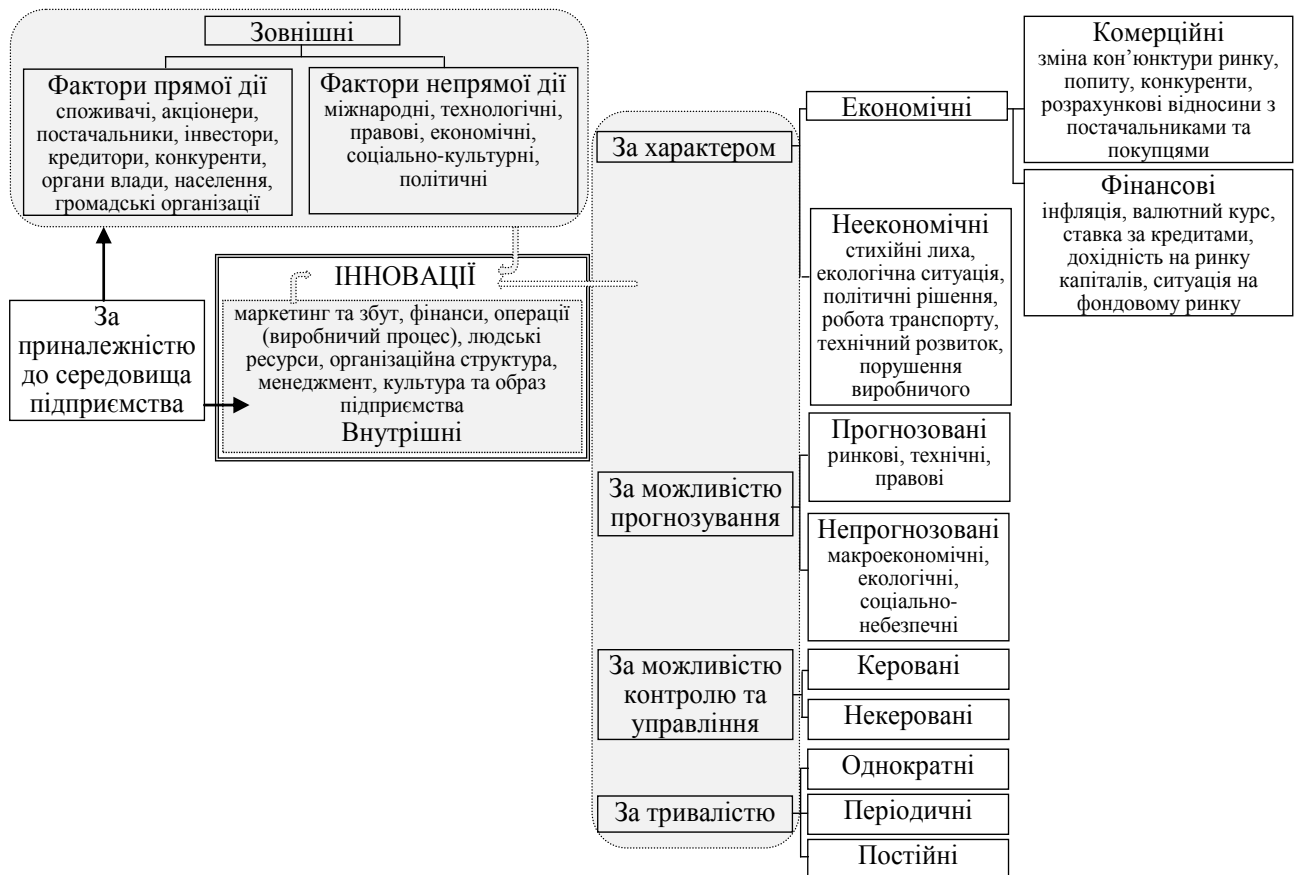 Зовнішні
Фактори прямої дії
споживачі, акціонери,
постачальники, інвестори,
кредитори, конкуренти,
органи влади, населення,
громадські організації
Фактори непрямої дії
міжнародні, технологічні,
правові, економічні,
соціально-культурні,
політичні
За
приналежністю
до середовища
підприємства
ІННОВАЦІЇ
маркетинг та збут, фінанси, операції
(виробничий процес), людські
ресурси, організаційна структура,
менеджмент, культура та образ
підприємства
Внутрішні
За характером
Економічні
Комерційні
зміна кон’юнктури ринку,
попиту, конкуренти,
розрахункові відносини з
постачальниками та
покупцями
Фінансові
інфляція, валютний курс,
ставка за кредитами,
дохідність на ринку
капіталів, ситуація на
фондовому ринку
Неекономічні
стихійні лиха,
екологічна ситуація,
політичні рішення,
робота транспорту,
технічний розвиток,
порушення
виробничого
За можливістю
прогнозування
Прогнозовані
ринкові, технічні,
правові
Непрогнозовані
макроекономічні,
екологічні,
соціально-
небезпечні
За можливістю
контролю та
управління
Керовані
Некеровані
За тривалістю
Однократні
Періодичні
Постійні